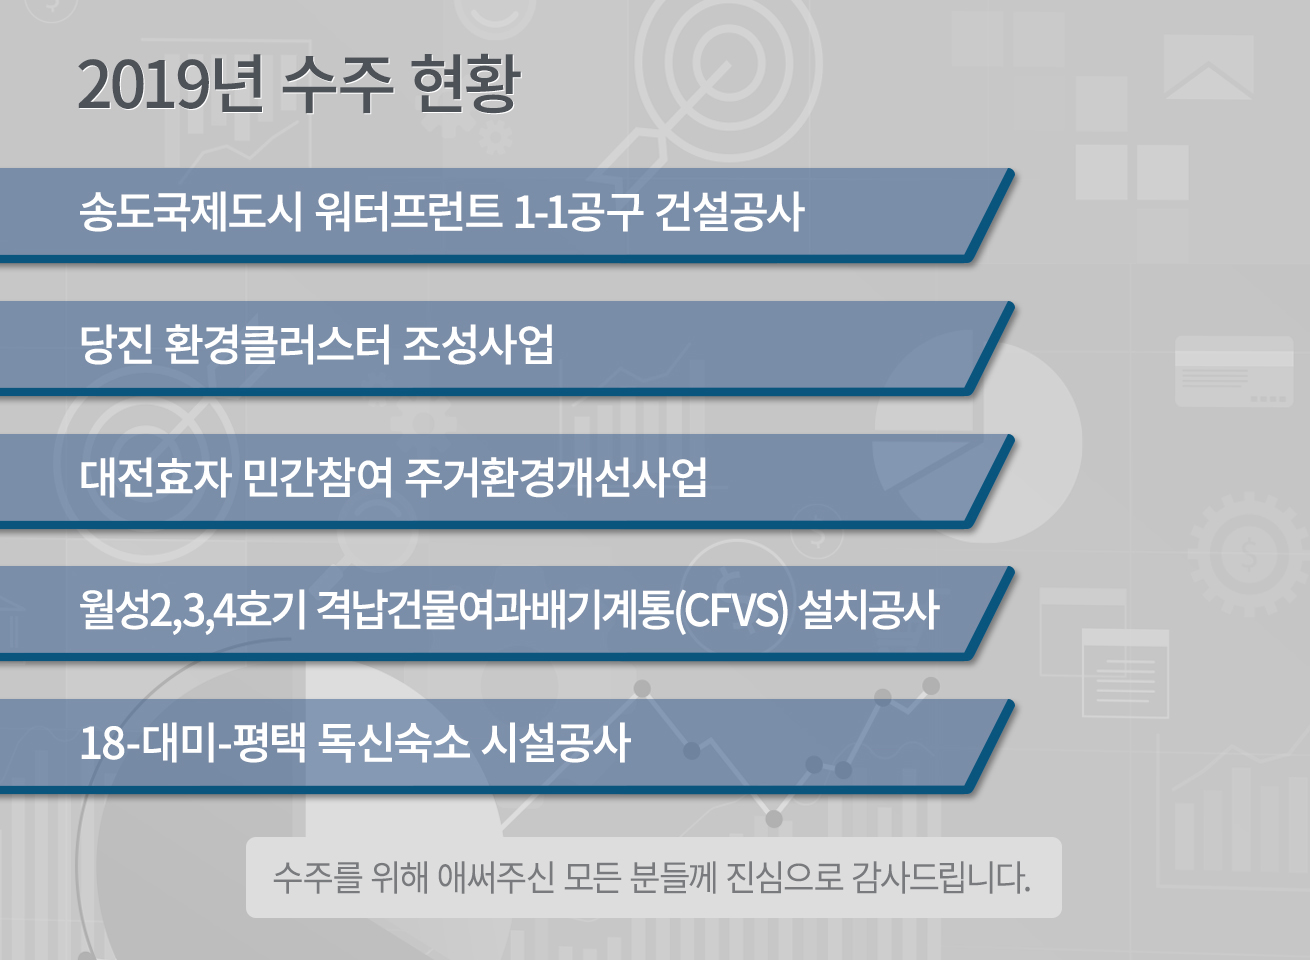 2019년 수주 현황
송도국제도시 워터프런트 1-1공구 건설공사
당진 환경클러스터 조성사업
대전효자 민간참여 주거환경개선사업
월성2,3,4호기 격납건물여과배기계통(CFVS) 설치공사
18-대미-평택 독신숙소 시설공사
수주를 위해 애써주신 모든 분들께 진심으로 감사드립니다.